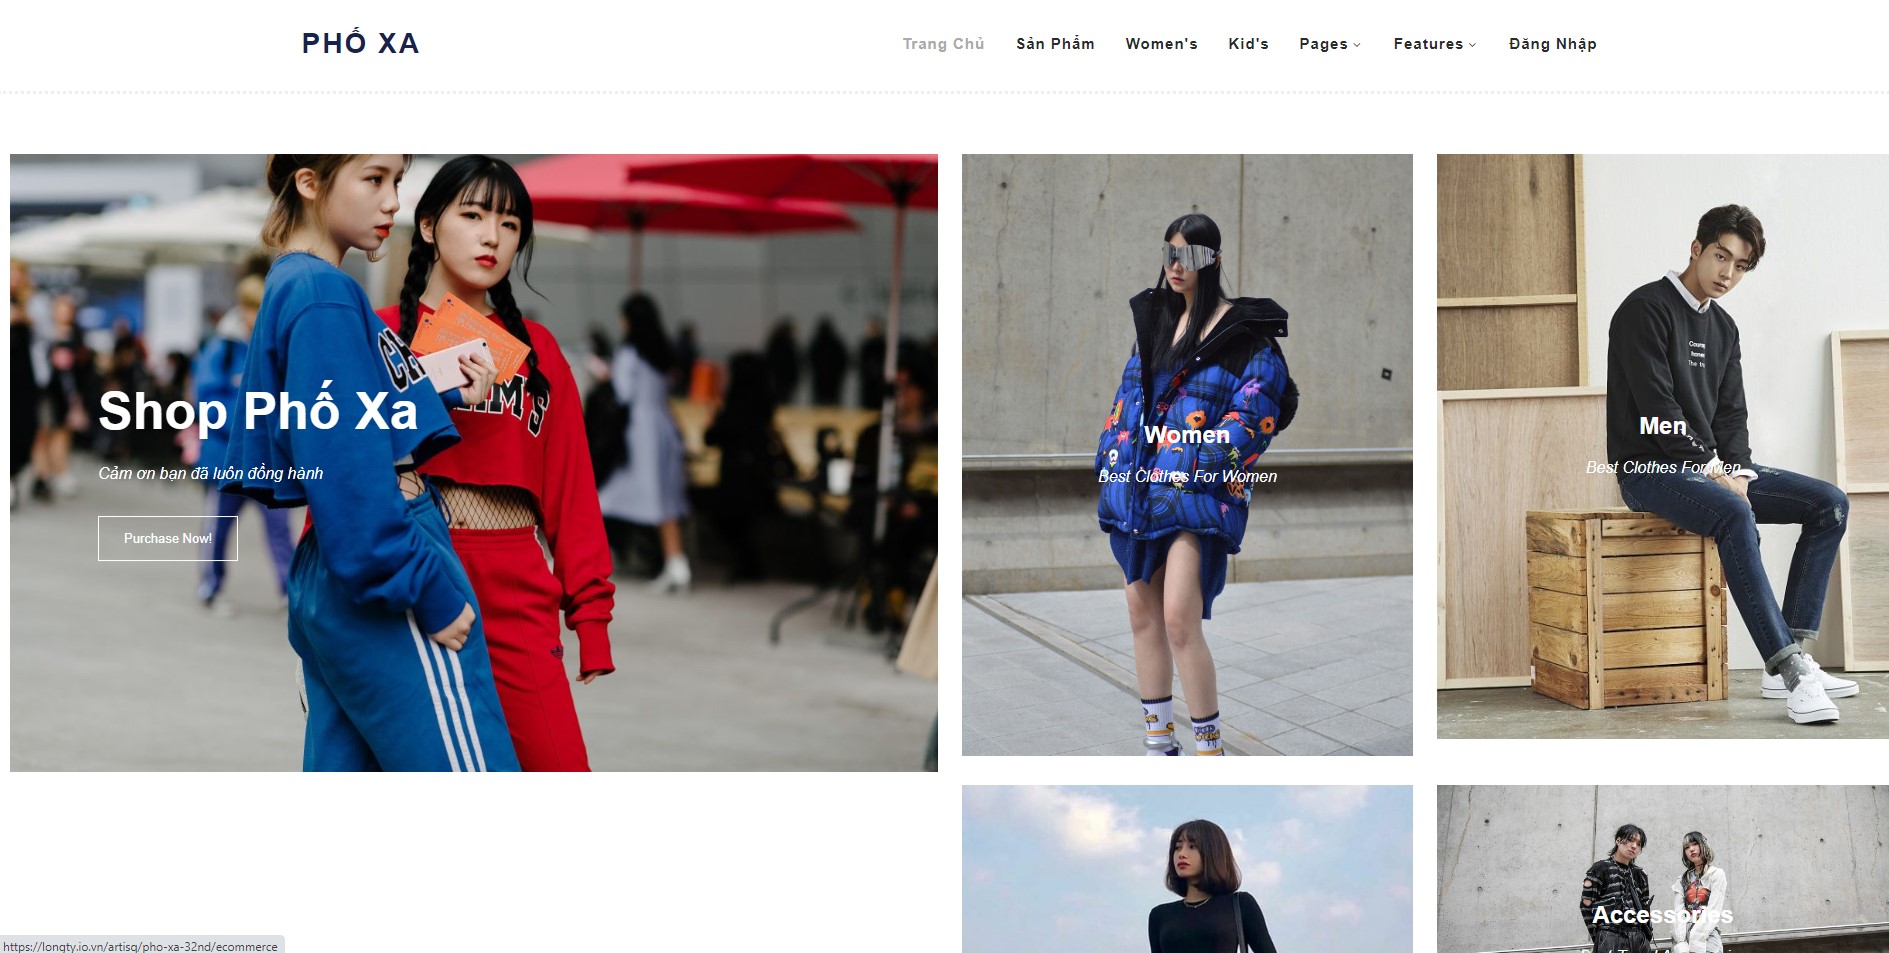 PHỐ XA
Trang Chủ
Sản Phẩm
Women's
Kid's
Pages
Features
Đăng Nhập
Shop Phố Xa
Cảm ơn bạn đã luôn đồng hành
Purchase Now!
Women
Best Clothes For Women
Men
Best Clothes For Men
Accessories
https://longty.io.vn/artisq/pho-xa-32nd/ecommerce